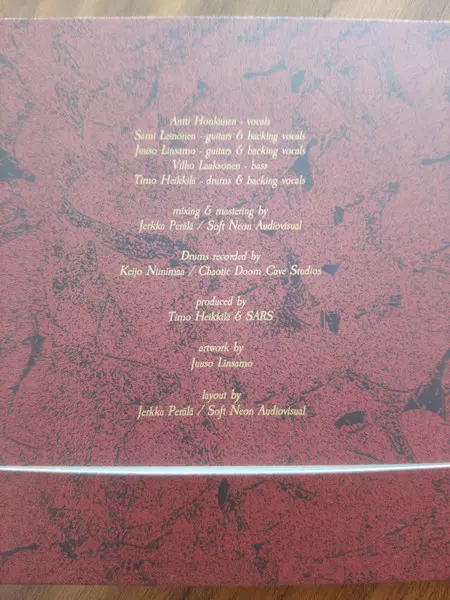 Antti Honkanen - vocals
Sami Lemonen - guitars & backing vocals
Juuso Linsamo - guitars & backing vocals
Vilho Laaksonen - bass
Timo Heikkilä - drums & backing vocals
mixing & mastering by
Jerkka Perälä / Soft Neon Audiovisual
Drums recorded by
Keijo Niinimaa / Chaotic Doom Cave Studios
produced by
Timo Heikkilä & SARS
artwork by
Juuso Linsamo
layout by
Jerkka Perälä / Soft Neon Audiovisual